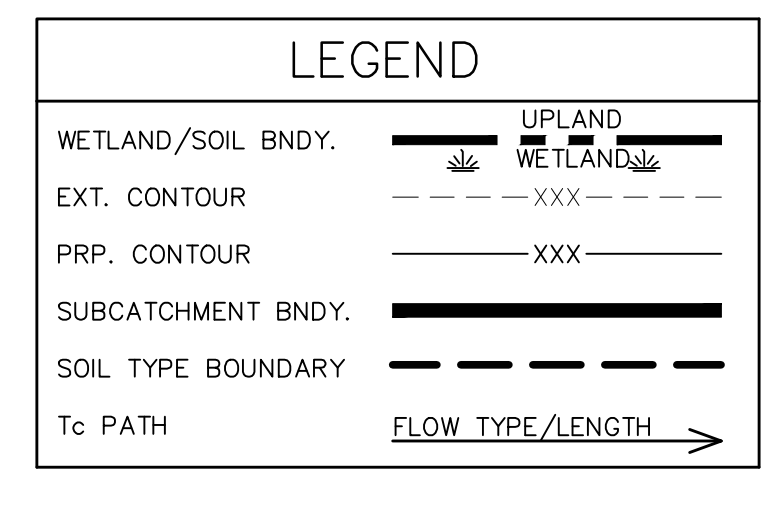 LEGEND
UPLAND
WETLAND/SOIL BNDY.
WETLAND
EXT. CONTOUR XXX
PRP. CONTOUR XXX
SUBCATCHMENT BNDY.
SOIL TYPE BOUNDARY
Tc PATH FLOW TYPE/LENGTH